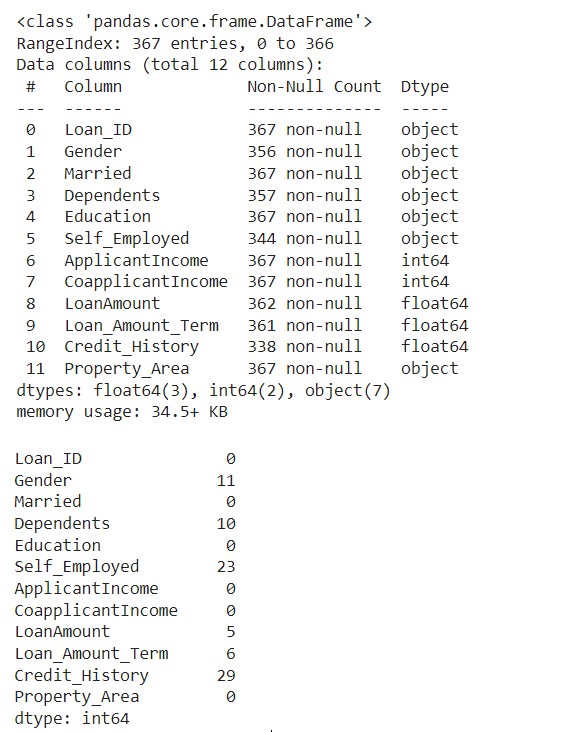 <class 'pandas.core.frame.DataFrame'>
RangeIndex: 367 entries, 0 to 366
Data columns (total 12 columns):
 #   Column             Non-Null Count  Dtype
---  ------             --------------  -----
 0   Loan_ID            367 non-null    object
 1   Gender             356 non-null    object
 2   Married            367 non-null    object
 3   Dependents         357 non-null    object
 4   Education          367 non-null    object
 5   Self_Employed      344 non-null    object
 6   ApplicantIncome    367 non-null    int64
 7   CoapplicantIncome  367 non-null    int64
 8   LoanAmount         362 non-null    float64
 9   Loan_Amount_Term   361 non-null    float64
 10  Credit_History     338 non-null    float64
 11  Property_Area      367 non-null    object
dtypes: float64(3), int64(2), object(7)
memory usage: 34.5+ KB
Loan_ID               0
Gender               11
Married               0
Dependents           10
Education             0
Self_Employed        23
ApplicantIncome       0
CoapplicantIncome     0
LoanAmount            5
Loan_Amount_Term      6
Credit_History       29
Property_Area         0
dtype: int64